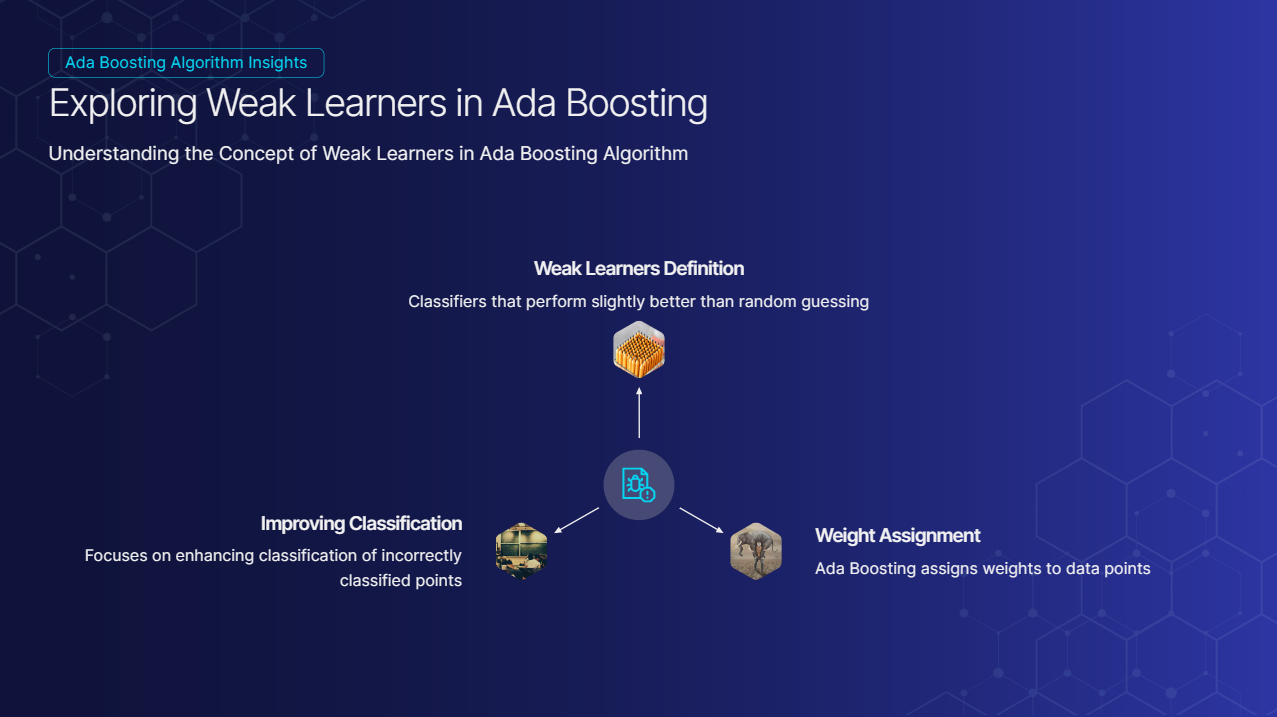 Ada Boosting Algorithm Insights
Exploring Weak Learners in Ada Boosting
Understanding the Concept of Weak Learners in Ada Boosting Algorithm
Weak Learners Definition
Classifiers that perform slightly better than random guessing
Improving Classification
Focuses on enhancing classification of incorrectly
classified points
Weight Assignment
Ada Boosting assigns weights to data points